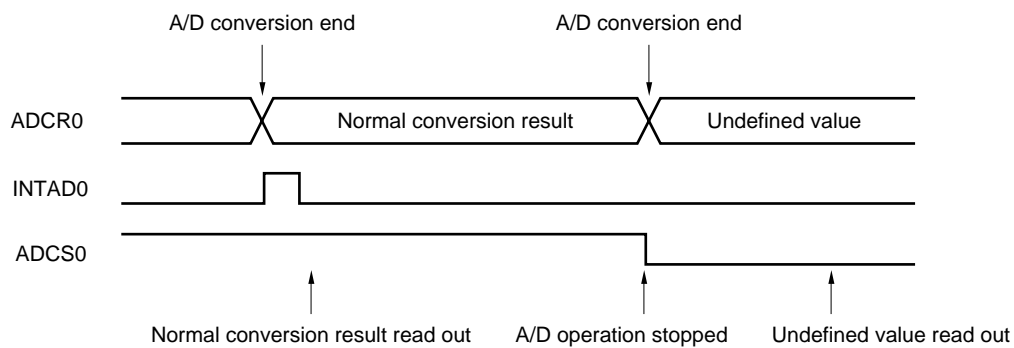 A/D conversion end A/D conversion end
ADCR0 Normal conversion result Undefined value
INTAD0
ADCS0
Normal conversion result read out A/D operation stopped Undefined value read out